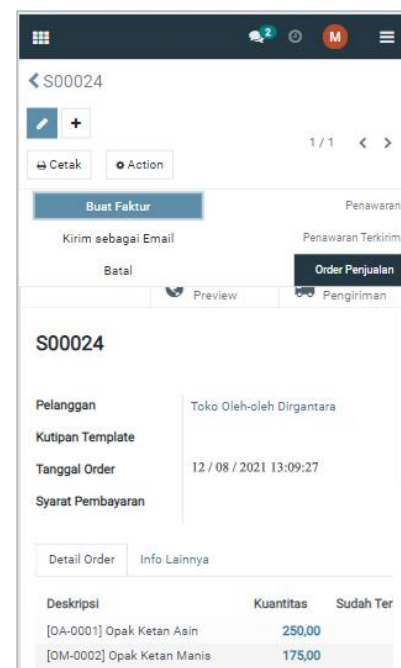 2
M
S00024
1 / 1
Cetak
Action
Buat Faktur
Penawaran
Kirim sebagai Email
Penawaran Terkirim
Batal
Order Penjualan
Preview
Pengiriman
S00024
Pelanggan
Toko Oleh-oleh Dirgantara
Kutipan Template
Tanggal Order
12 / 08 / 2021 13:09:27
Syarat Pembayaran
Detail Order
Info Lainnya
Deskripsi Kuantitas Sudah Ter
[OA-0001] Opak Ketan Asin 250,00
[OM-0002] Opak Ketan Manis 175,00